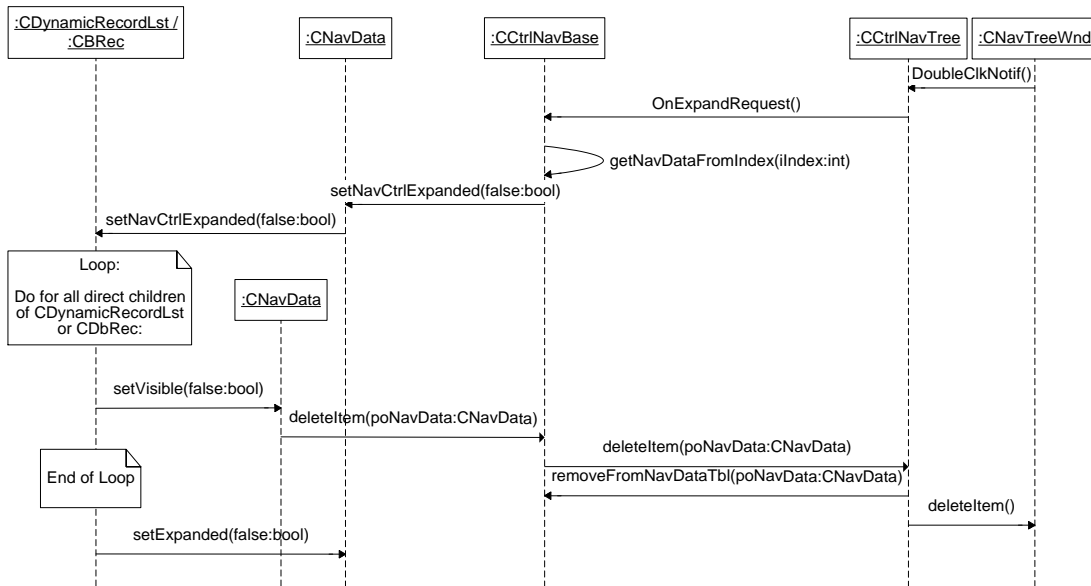 :CDynamicRecordLst /
:CBRec
:CNavData
:CCtrlNavBase
:CCtrlNavTree
:CNavTreeWnd
DoubleClkNotif()
OnExpandRequest()
getNavDataFromIndex(iIndex:int)
setNavCtrlExpanded(false:bool)
setNavCtrlExpanded(false:bool)
Loop:
Do for all direct children
of CDynamicRecordLst
or CDbRec:
:CNavData
setVisible(false:bool)
deleteItem(poNavData:CNavData)
deleteItem(poNavData:CNavData)
End of Loop
removeFromNavDataTbl(poNavData:CNavData)
deleteItem()
setExpanded(false:bool)